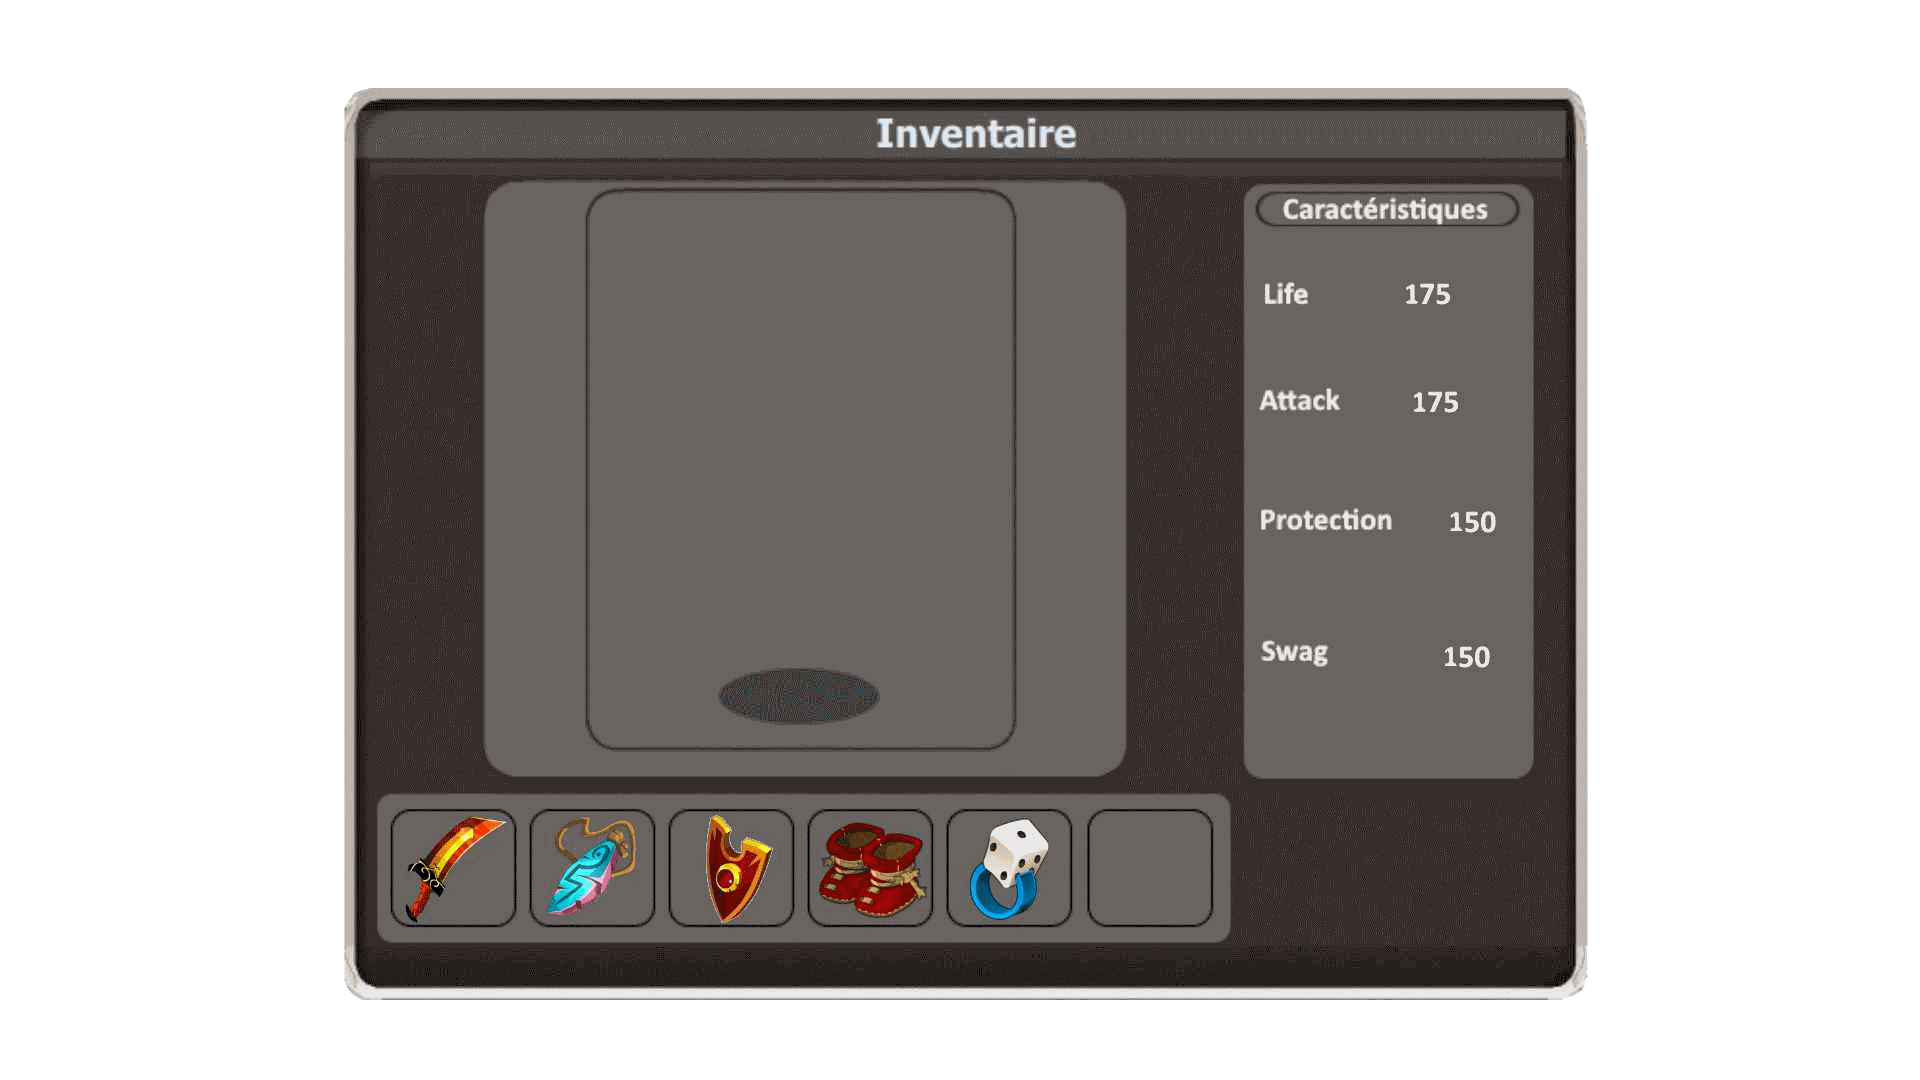 Inventaire
Caractéristiques
Life 175
Attack 175
Protection 150
Swag 150